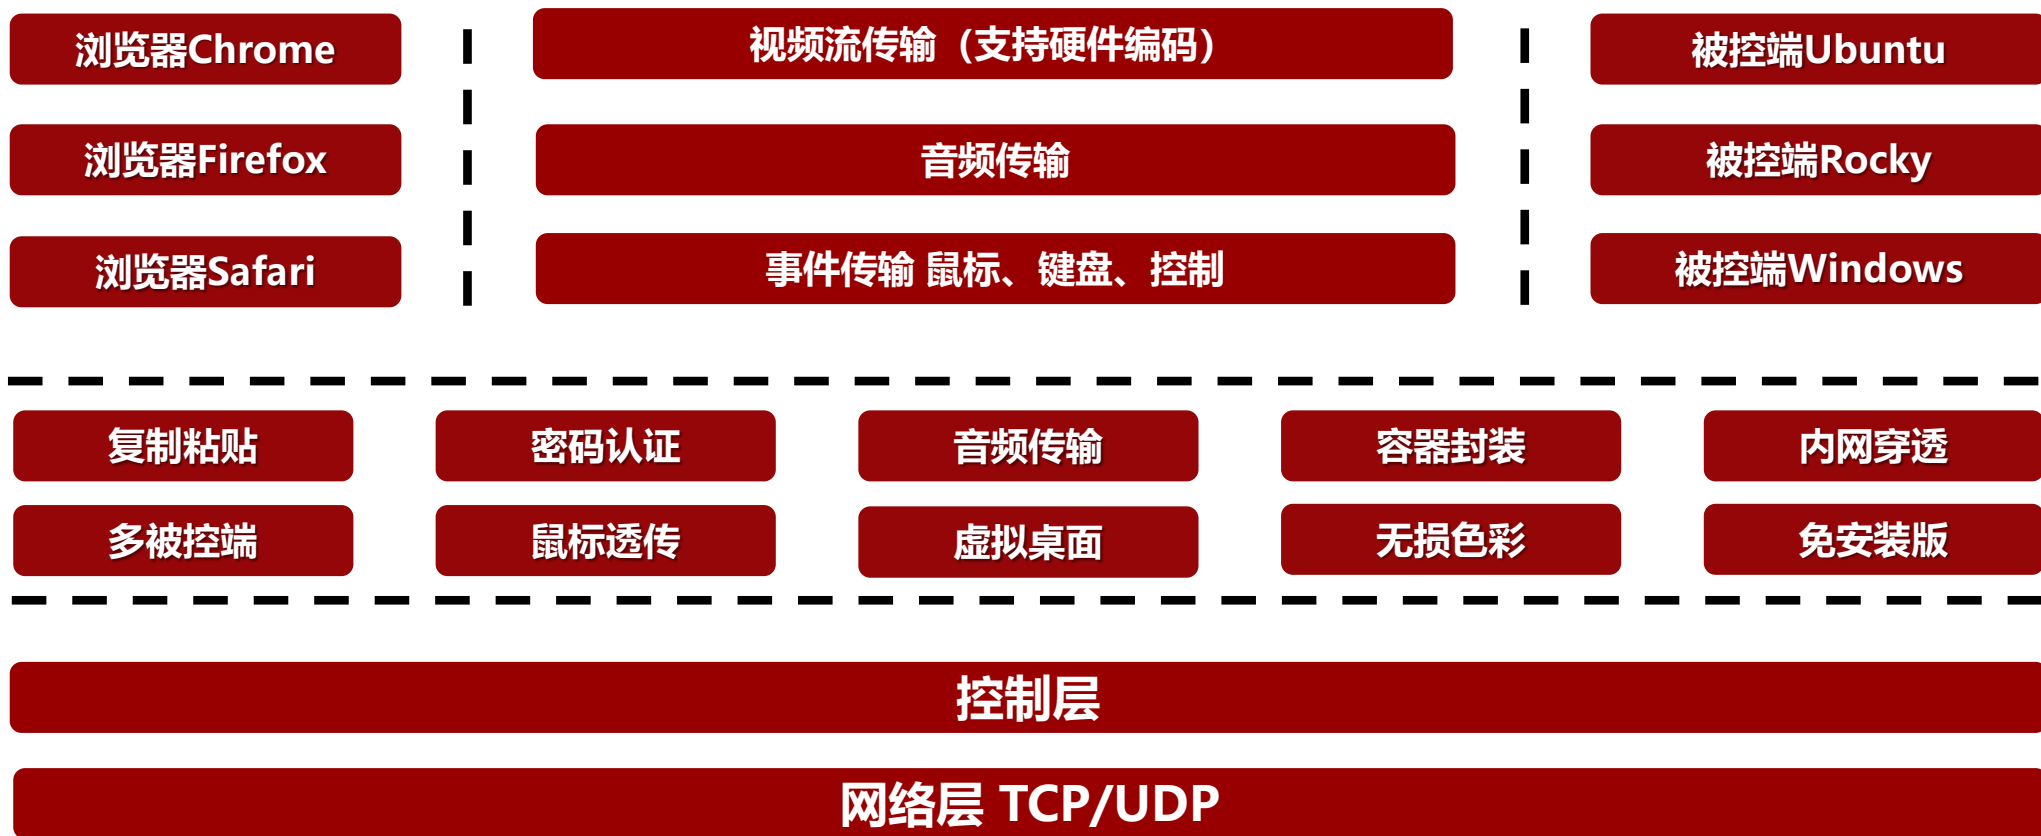 浏览器Chrome
视频流传输（支持硬件编码）
被控端Ubuntu
浏览器Firefox
音频传输
被控端Rocky
浏览器Safari
事件传输 鼠标、键盘、控制
被控端Windows
复制粘贴
密码认证
音频传输
容器封装
内网穿透
多被控端
鼠标透传
虚拟桌面
无损色彩
免安装版
控制层
网络层 TCP/UDP